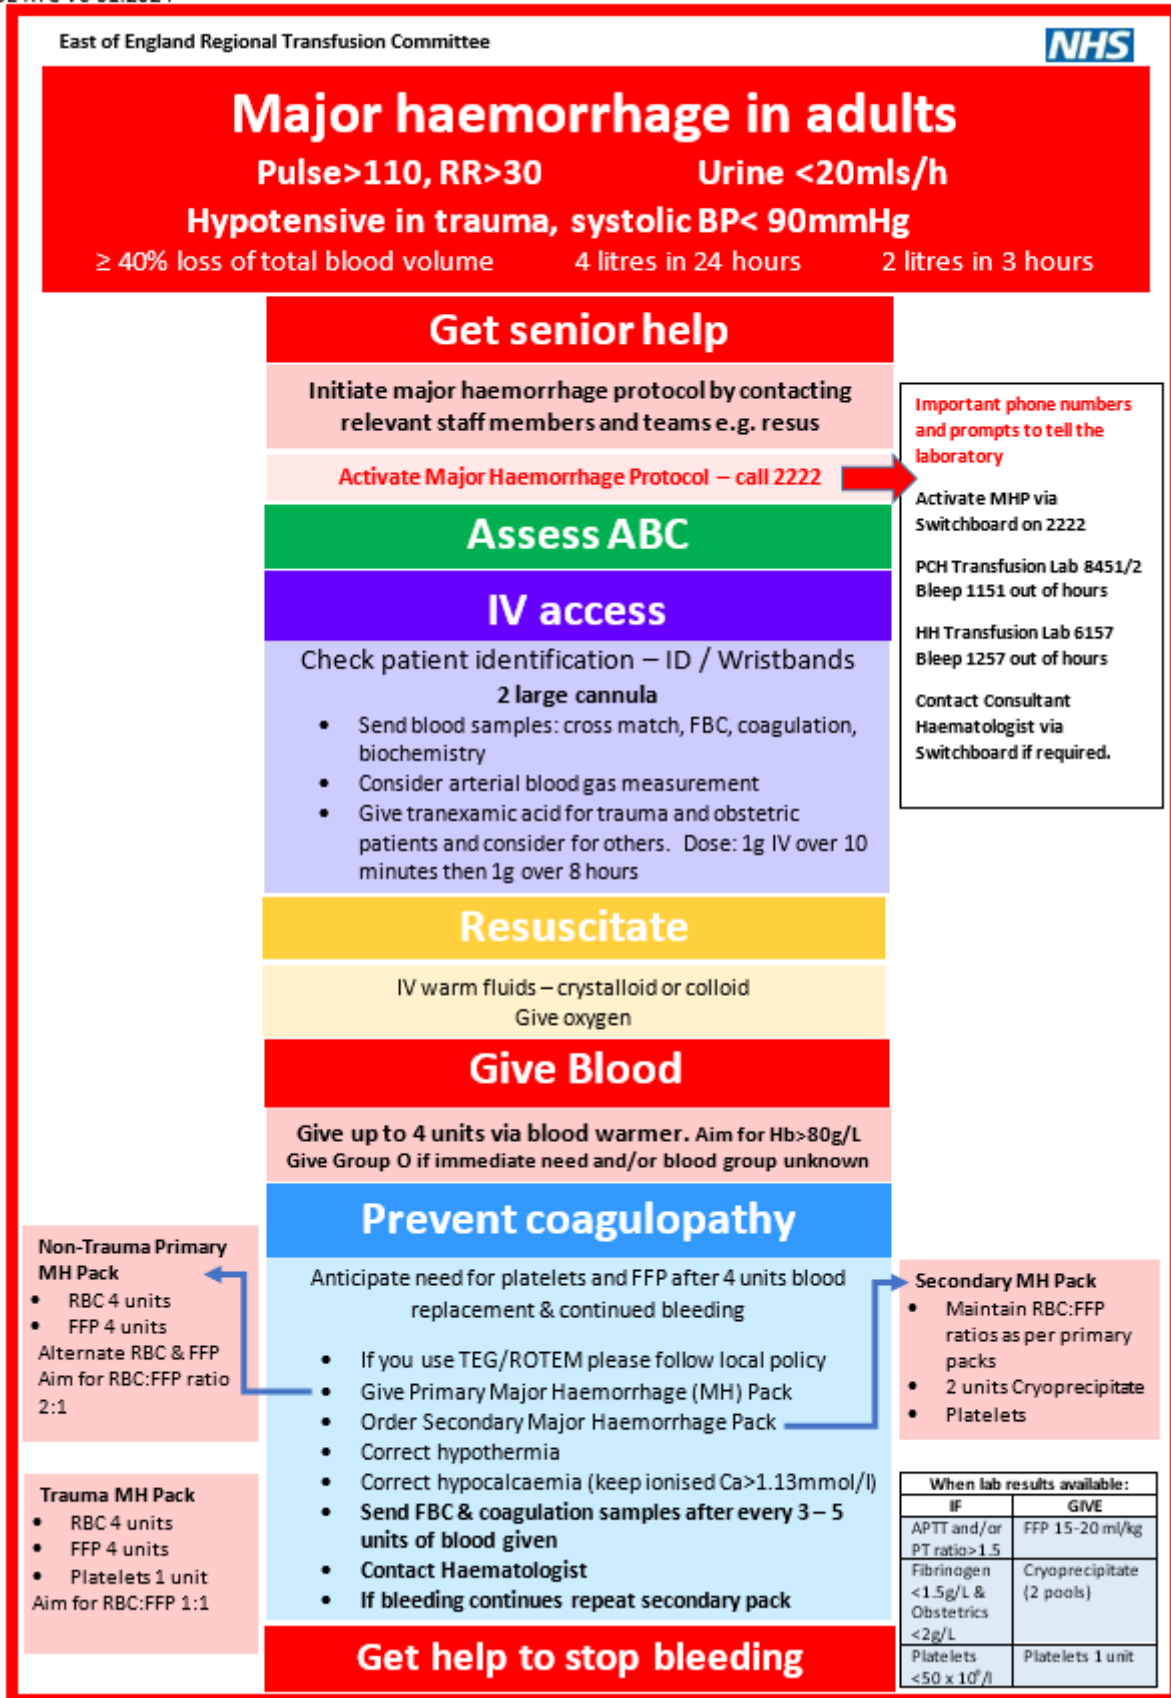 East of England Regional Transfusion Committee
NHS
Major haemorrhage in adults
Pulse>110, RR>30 Urine <20mls/h
Hypotensive in trauma, systolic BP< 90mmHg
≥ 40% loss of total blood volume 4 litres in 24 hours 2 litres in 3 hours
Get senior help
Initiate major haemorrhage protocol by contacting
relevant staff members and teams e.g. resus
Activate Major Haemorrhage Protocol – call 2222
Important phone numbers
and prompts to tell the
laboratory
Activate MHP via
Switchboard on 2222
PCH Transfusion Lab 8451/2
Bleep 1151 out of hours
HH Transfusion Lab 6157
Bleep 1257 out of hours
Contact Consultant
Haematologist via
Switchboard if required.
Assess ABC
IV access
Check patient identification – ID / Wristbands
2 large cannula
• Send blood samples: cross match, FBC, coagulation,
biochemistry
• Consider arterial blood gas measurement
• Give tranexamic acid for trauma and obstetric
patients and consider for others. Dose: 1g IV over 10
minutes then 1g over 8 hours
Resuscitate
IV warm fluids – crystalloid or colloid
Give oxygen
Give Blood
Give up to 4 units via blood warmer. Aim for Hb>80g/L
Give Group O if immediate need and/or blood group unknown
Prevent coagulopathy
Anticipate need for platelets and FFP after 4 units blood
replacement & continued bleeding
• If you use TEG/ROTEM please follow local policy
• Give Primary Major Haemorrhage (MH) Pack
• Order Secondary Major Haemorrhage Pack
• Correct hypothermia
• Correct hypocalcaemia (keep ionised Ca>1.13mmol/l)
• Send FBC & coagulation samples after every 3 – 5
units of blood given
• Contact Haematologist
• If bleeding continues repeat secondary pack
Non-Trauma Primary
MH Pack
• RBC 4 units
• FFP 4 units
Alternate RBC & FFP
Aim for RBC:FFP ratio
2:1
Trauma MH Pack
• RBC 4 units
• FFP 4 units
• Platelets 1 unit
Aim for RBC:FFP 1:1
Secondary MH Pack
• Maintain RBC:FFP
ratios as per primary
packs
• 2 units Cryoprecipitate
• Platelets
When lab results available:
IF GIVE
APTT and/or FFP 15-20 ml/kg
PT ratio>1.5
Fibrinogen Cryoprecipitate
<1.5g/L & (2 pools)
Obstetrics
<2g/L
Platelets Platelets 1 unit
<50 x 10⁹/l
Get help to stop bleeding